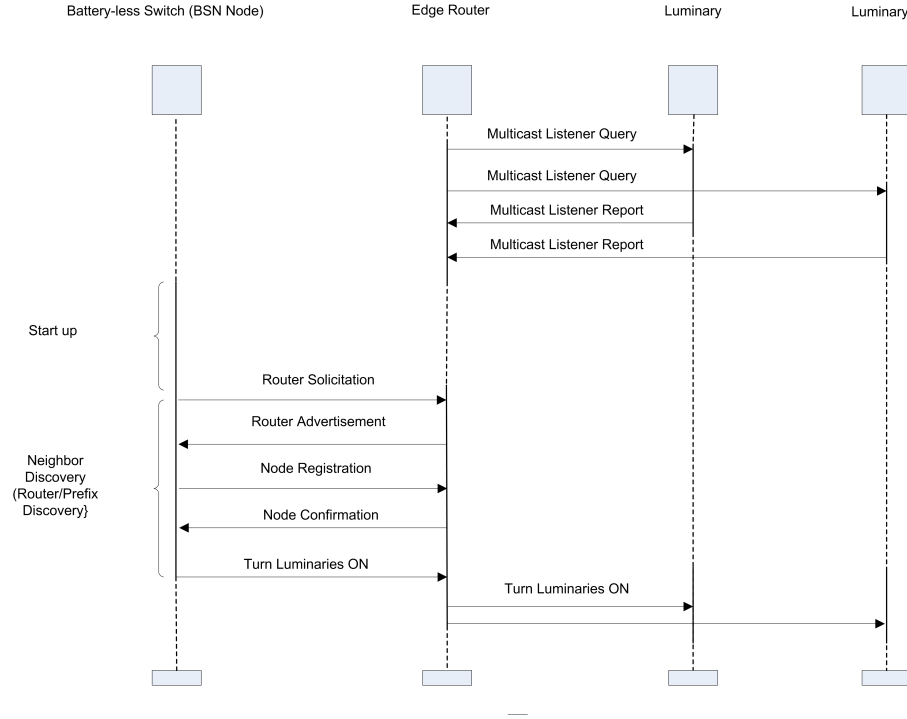 Battery-less Switch (BSN Node)
Edge Router
Luminary
Luminary
Multicast Listener Query
Multicast Listener Query
Multicast Listener Report
Multicast Listener Report
Start up
Router Solicitation
Router Advertisement
Neighbor
Discovery
(Router/Prefix
Discovery}
Node Registration
Node Confirmation
Turn Luminaries ON
Turn Luminaries ON